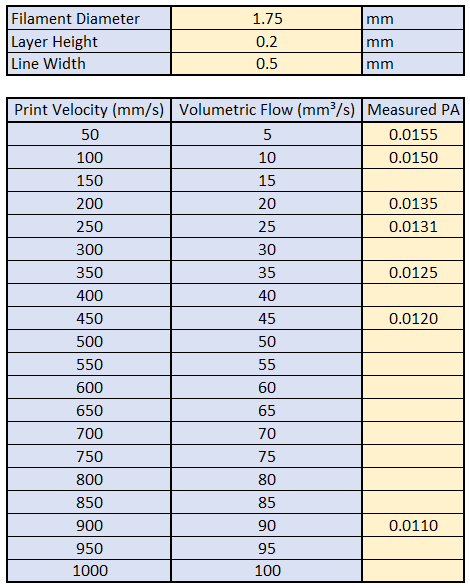 Filament Diameter 1.75 mm
Layer Height 0.2 mm
Line Width 0.5 mm
Print Velocity (mm/s) Volumetric Flow (mm³/s) Measured PA
50 5 0.0155
100 10 0.0150
150 15
200 20 0.0135
250 25 0.0131
300 30
350 35 0.0125
400 40
450 45 0.0120
500 50
550 55
600 60
650 65
700 70
750 75
800 80
850 85
900 90 0.0110
950 95
1000 100